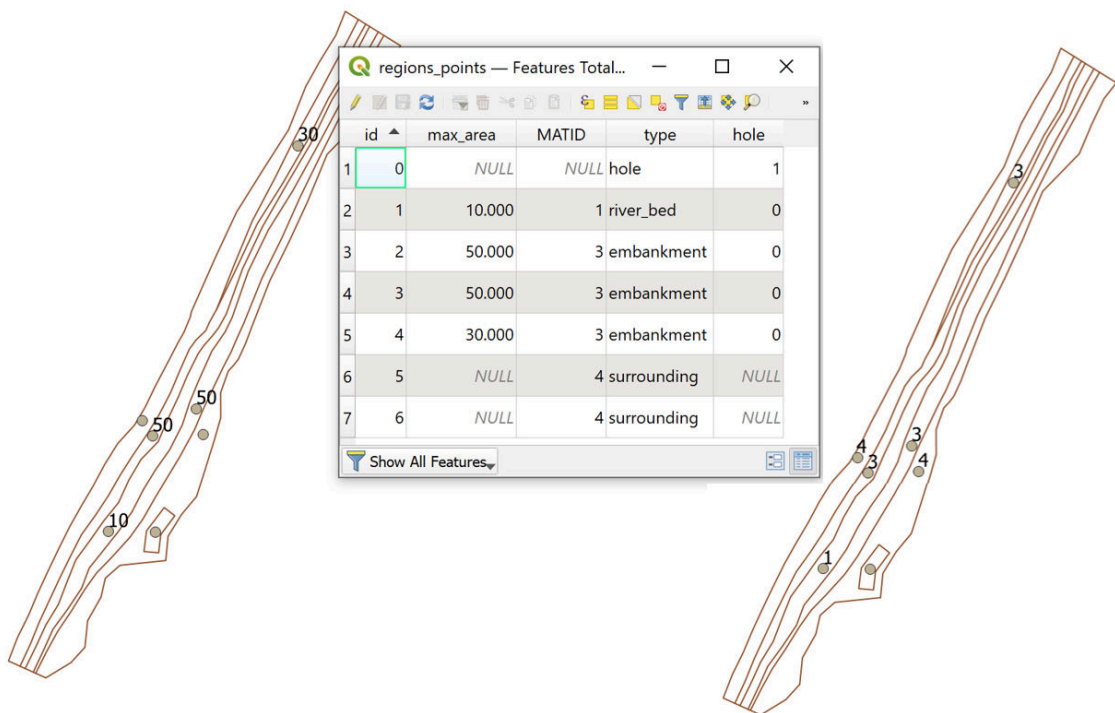 regions_points — Features Total...
»
id max_area MATID type hole
1 0 NULL NULL hole 1
2 1 10.000 1 river_bed 0
3 2 50.000 3 embankment 0
4 3 50.000 3 embankment 0
5 4 30.000 3 embankment 0
6 5 NULL 4 surrounding NULL
7 6 NULL 4 surrounding NULL
Show All Features
30
50
50
10
3
3
4
3
4
1